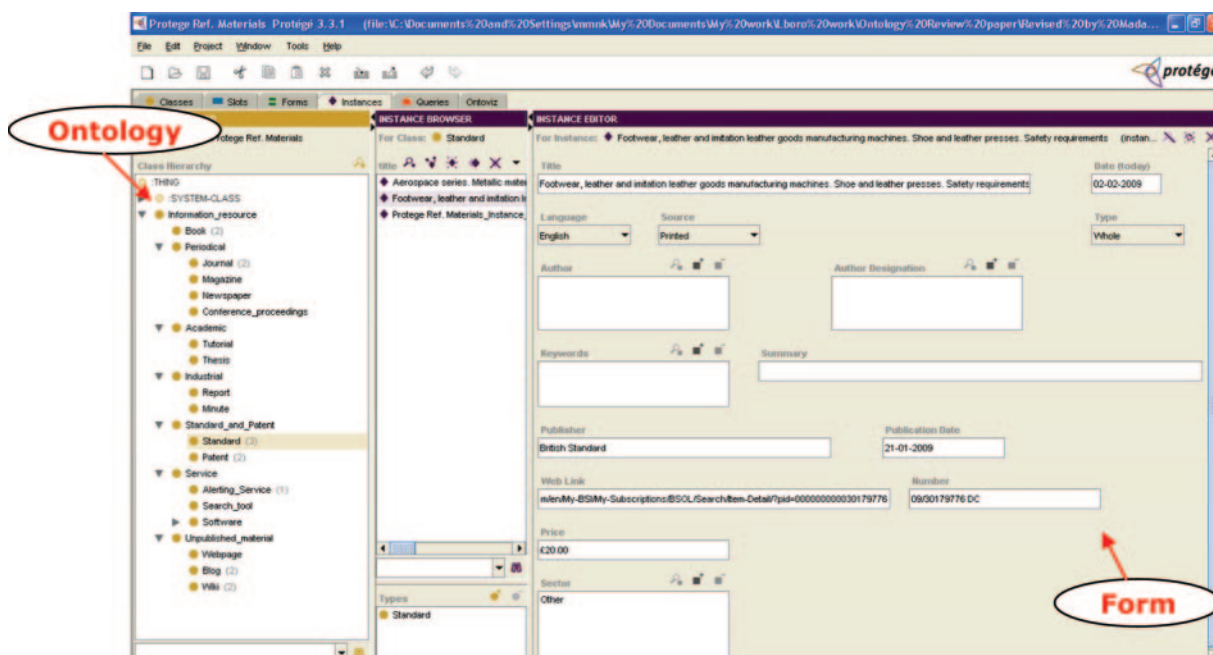 Protege Ref. Materials Protégé 3.3.1 (file:\C:\Documents%20and%20Settings\mmnk\My%20Documents\My%20work\Lboro%20work\Ontology%20Review%20paper\Revised%20by%20Mada...
File Edit Project Window Tools Help
protégé
Classes Slots Forms Instances Queries Ontoviz
Ontology
Protege Ref. Materials
Class Hierarchy
:THING
:SYSTEM-CLASS
Information_resource
Book (2)
Periodical
Journal (2)
Magazine
Newspaper
Conference_proceedings
Academic
Tutorial
Thesis
Industrial
Report
Minute
Standard_and_Patent
Standard (3)
Patent (2)
Service
Alerting_Service (1)
Search_tool
Software
Unpublished_material
Webpage
Blog (2)
Wiki (2)
INSTANCE BROWSER
For Class: Standard
title
Aerospace series. Metallic mater
Footwear, leather and imitation le
Protege Ref. Materials_Instance_
Types
Standard
INSTANCE EDITOR
For Instance: Footwear, leather and imitation leather goods manufacturing machines. Shoe and leather presses. Safety requirements (instan...
Title Date (today)
Footwear, leather and imitation leather goods manufacturing machines. Shoe and leather presses. Safety requirements 02-02-2009
Language Source Type
English Printed Whole
Author Author Designation
Keywords Summary
Publisher Publication Date
British Standard 21-01-2009
Web Link Number
m/en/My-BSI/My-Subscriptions/BSOL/Search/Item-Detail/?pid=000000000030179776 09/30179776 DC
Price
£20.00
Sector
Other
Form